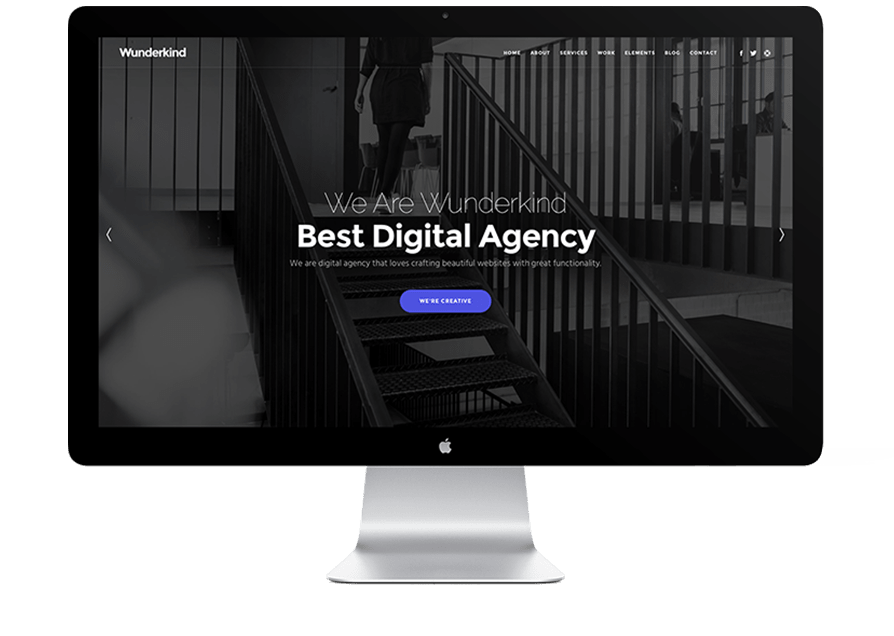 Wunderkind
HOME ABOUT SERVICES WORK ELEMENTS BLOG CONTACT
We Are Wunderkind
Best Digital Agency
We are digital agency that loves crafting beautiful websites with great functionality.
WE'RE CREATIVE